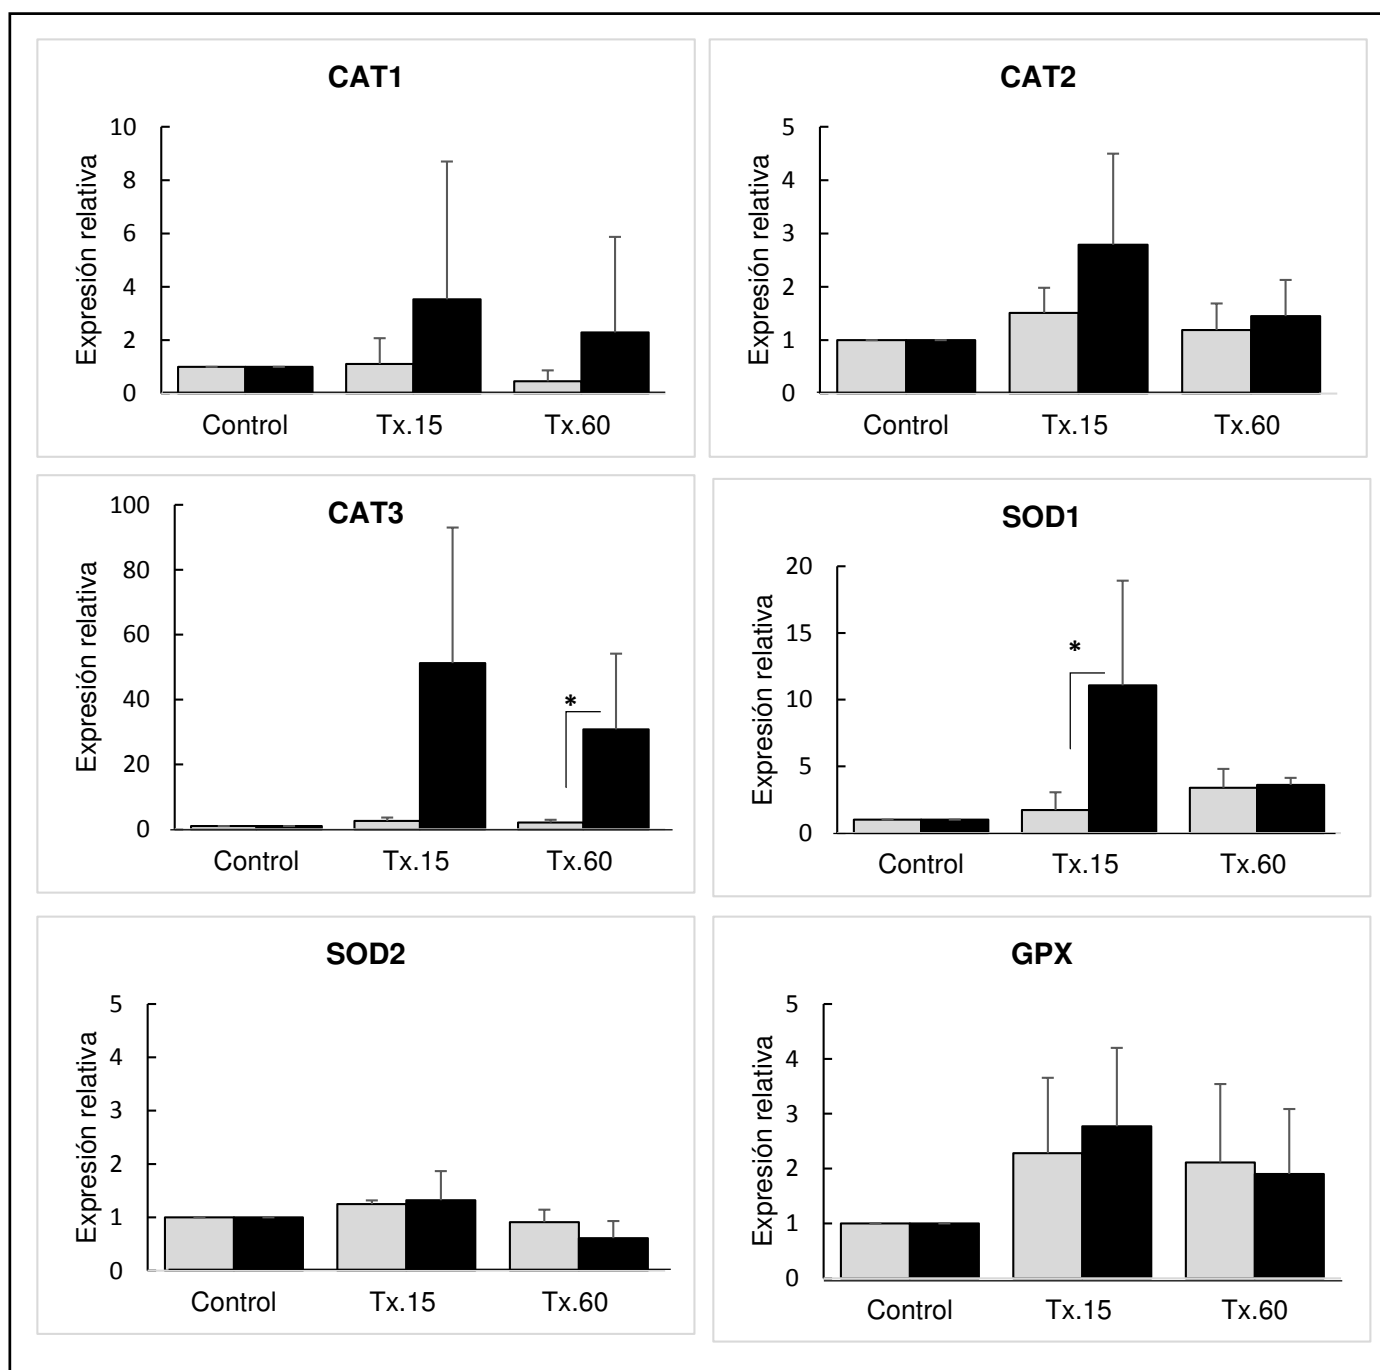 CAT1
Expresión relativa
10
8
6
4
2
0
Control Tx.15 Tx.60
CAT2
Expresión relativa
5
4
3
2
1
0
Control Tx.15 Tx.60
CAT3
Expresión relativa
100
80
60
40
20
0
*
Control Tx.15 Tx.60
SOD1
Expresión relativa
20
15
10
5
0
*
Control Tx.15 Tx.60
SOD2
Expresión relativa
5
4
3
2
1
0
Control Tx.15 Tx.60
GPX
Expresión relativa
5
4
3
2
1
0
Control Tx.15 Tx.60